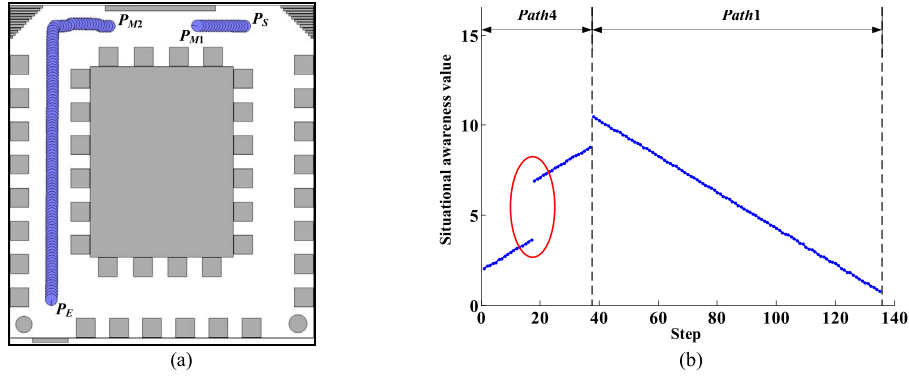 P_M2
P_M1
P_S
P_E
(a)
Path4
Path1
15
10
5
0
Situational awareness value
0
20
40
60
80
100
120
140
Step
(b)